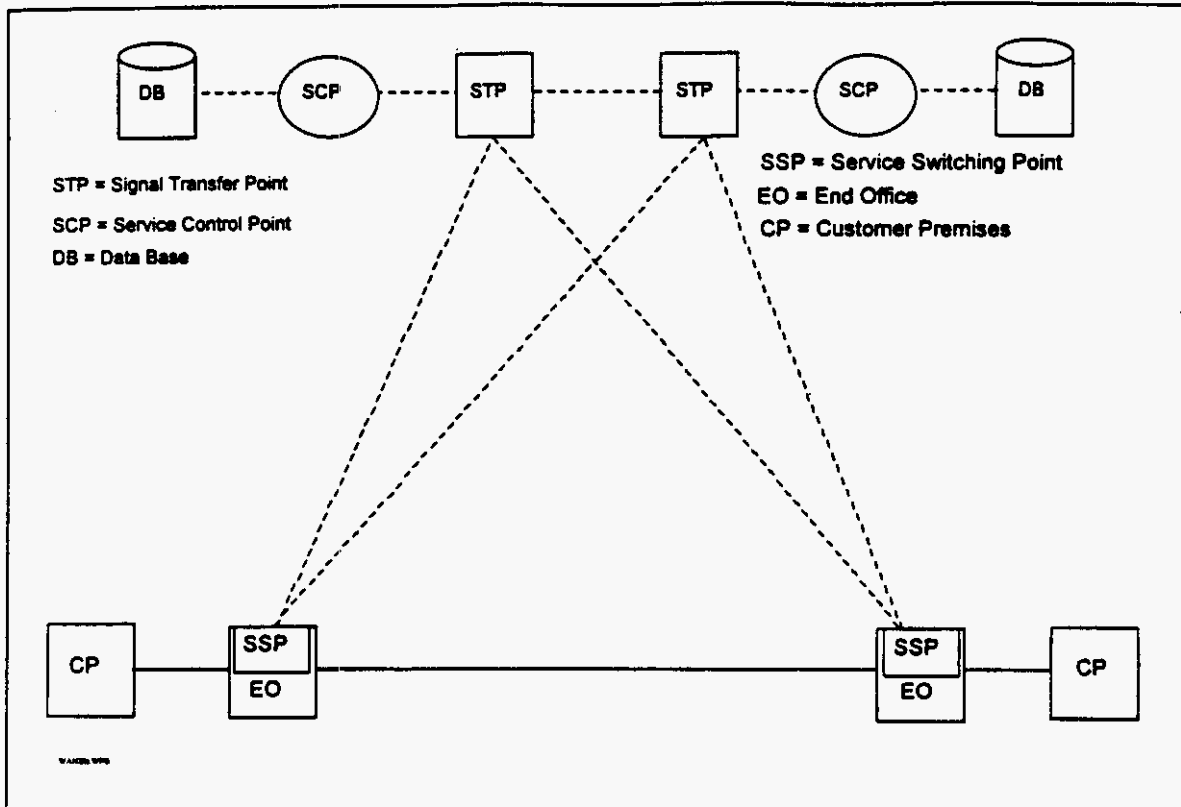 DB
SCP
STP
STP
SCP
DB
STP = Signal Transfer Point
SCP = Service Control Point
DB = Data Base
SSP = Service Switching Point
EO = End Office
CP = Customer Premises
CP
SSP
EO
SSP
EO
CP